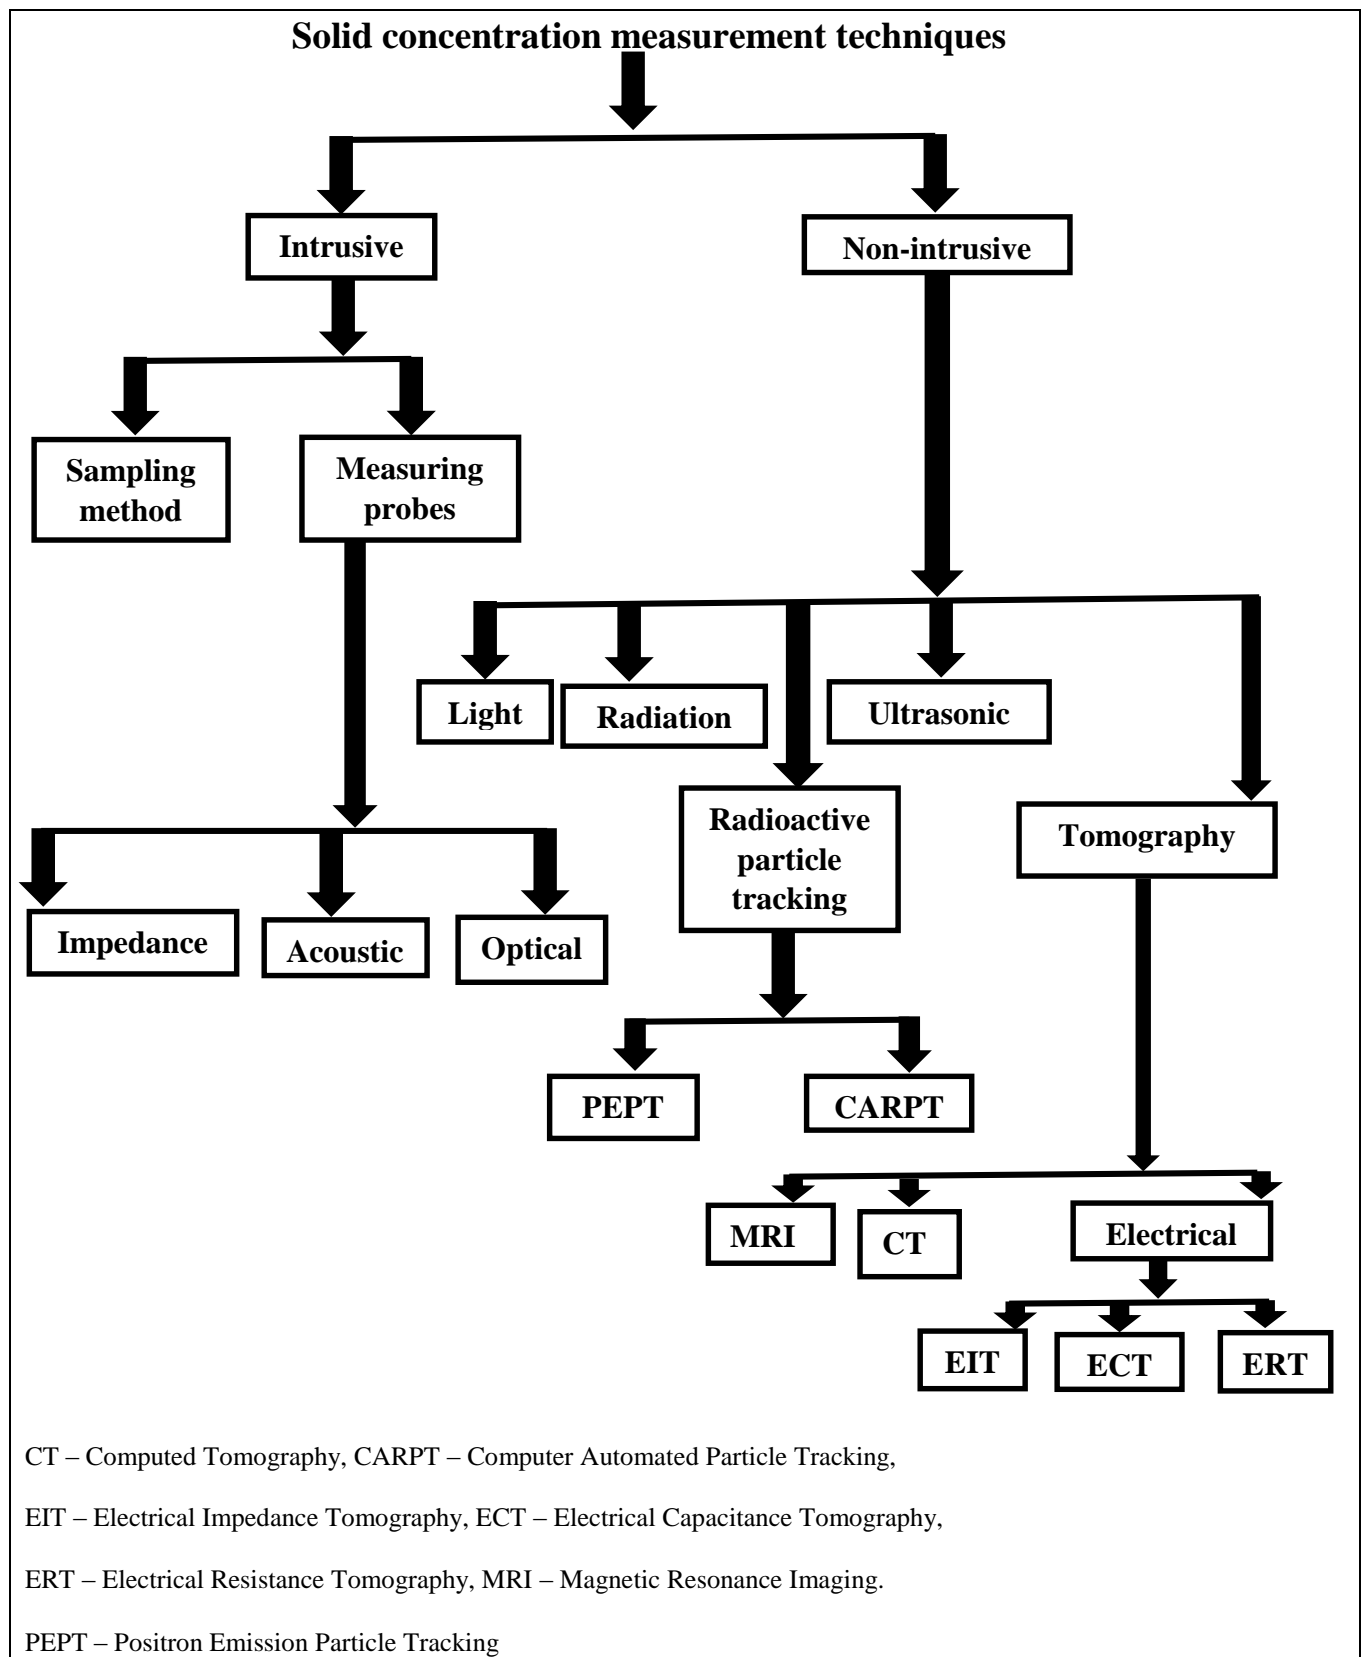 Solid concentration measurement techniques
Intrusive
Non-intrusive
Sampling
method
Measuring
probes
Light
Radiation
Ultrasonic
Radioactive
particle
tracking
Tomography
Impedance
Acoustic
Optical
PEPT
CARPT
MRI
CT
Electrical
EIT
ECT
ERT
CT – Computed Tomography, CARPT – Computer Automated Particle Tracking,
EIT – Electrical Impedance Tomography, ECT – Electrical Capacitance Tomography,
ERT – Electrical Resistance Tomography, MRI – Magnetic Resonance Imaging.
PEPT – Positron Emission Particle Tracking